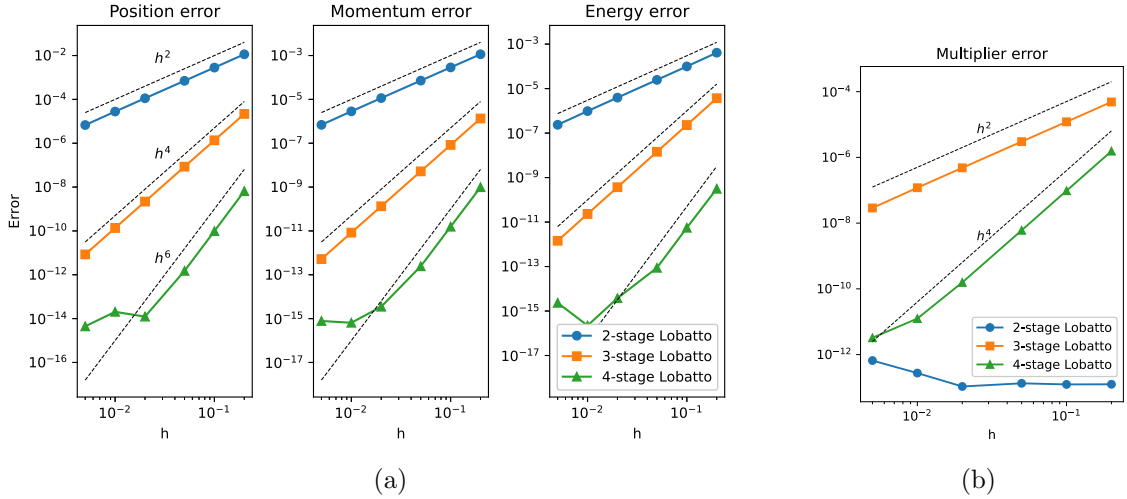 Position error
Momentum error
Energy error
Multiplier error
Error
10⁻²
10⁻⁴
10⁻⁶
10⁻⁸
10⁻¹⁰
10⁻¹²
10⁻¹⁴
10⁻¹⁶
h²
h⁴
h⁶
10⁻²
10⁻¹
h
10⁻³
10⁻⁵
10⁻⁷
10⁻⁹
10⁻¹¹
10⁻¹³
10⁻¹⁵
10⁻¹⁷
10⁻²
10⁻¹
h
10⁻³
10⁻⁵
10⁻⁷
10⁻⁹
10⁻¹¹
10⁻¹³
10⁻¹⁵
10⁻¹⁷
2-stage Lobatto
3-stage Lobatto
4-stage Lobatto
10⁻²
10⁻¹
h
10⁻⁴
10⁻⁶
10⁻⁸
10⁻¹⁰
10⁻¹²
h²
h⁴
2-stage Lobatto
3-stage Lobatto
4-stage Lobatto
10⁻²
10⁻¹
h
(a)
(b)